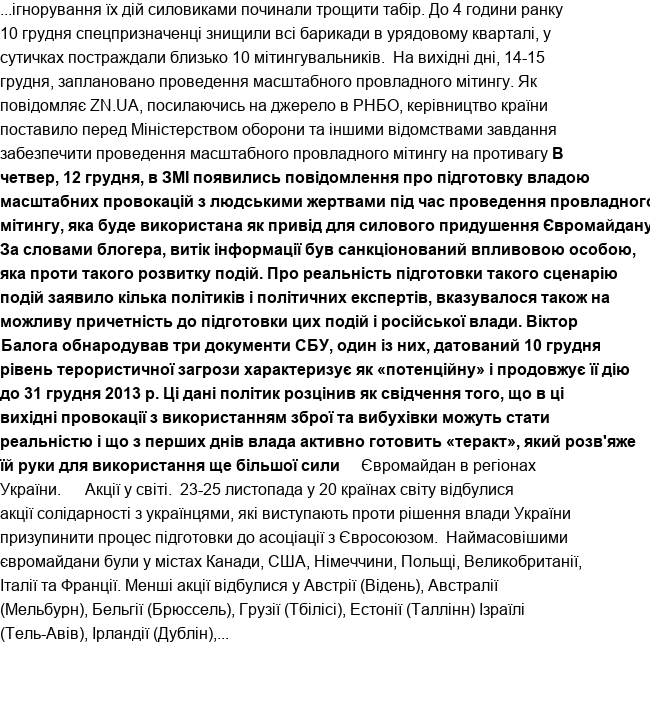 ...ігнорування їх дій силовиками починали трощити табір. До 4 години ранку
10 грудня спецпризначенці знищили всі барикади в урядовому кварталі, у
сутичках постраждали близько 10 мітингувальників.  На вихідні дні, 14-15
грудня, заплановано проведення масштабного провладного мітингу. Як
повідомляє ZN.UA, посилаючись на джерело в РНБО, керівництво країни
поставило перед Міністерством оборони та іншими відомствами завдання
забезпечити проведення масштабного провладного мітингу на противагу В
четвер, 12 грудня, в ЗМІ появились повідомлення про підготовку владою
масштабних провокацій з людськими жертвами під час проведення провладного
мітингу, яка буде використана як привід для силового придушення Євромайдану
За словами блогера, витік інформації був санкціонований впливовою особою,
яка проти такого розвитку подій. Про реальність підготовки такого сценарію
подій заявило кілька політиків і політичних експертів, вказувалося також на
можливу причетність до підготовки цих подій і російської влади. Віктор
Балога обнародував три документи СБУ, один із них, датований 10 грудня
рівень терористичної загрози характеризує як «потенційну» і продовжує її дію
до 31 грудня 2013 р. Ці дані політик розцінив як свідчення того, що в ці
вихідні провокації з використанням зброї та вибухівки можуть стати
реальністю і що з перших днів влада активно готовить «теракт», який розв'яже
їй руки для використання ще більшої сили     Євромайдан в регіонах
України.     Акції у світі.  23-25 листопада у 20 країнах світу відбулися
акції солідарності з українцями, які виступають проти рішення влади України
призупинити процес підготовки до асоціації з Євросоюзом.  Наймасовішими
євромайдани були у містах Канади, США, Німеччини, Польщі, Великобританії,
Італії та Франції. Менші акції відбулися у Австрії (Відень), Австралії
(Мельбурн), Бельгії (Брюссель), Грузії (Тбілісі), Естонії (Таллінн) Ізраїлі
(Тель-Авів), Ірландії (Дублін),...